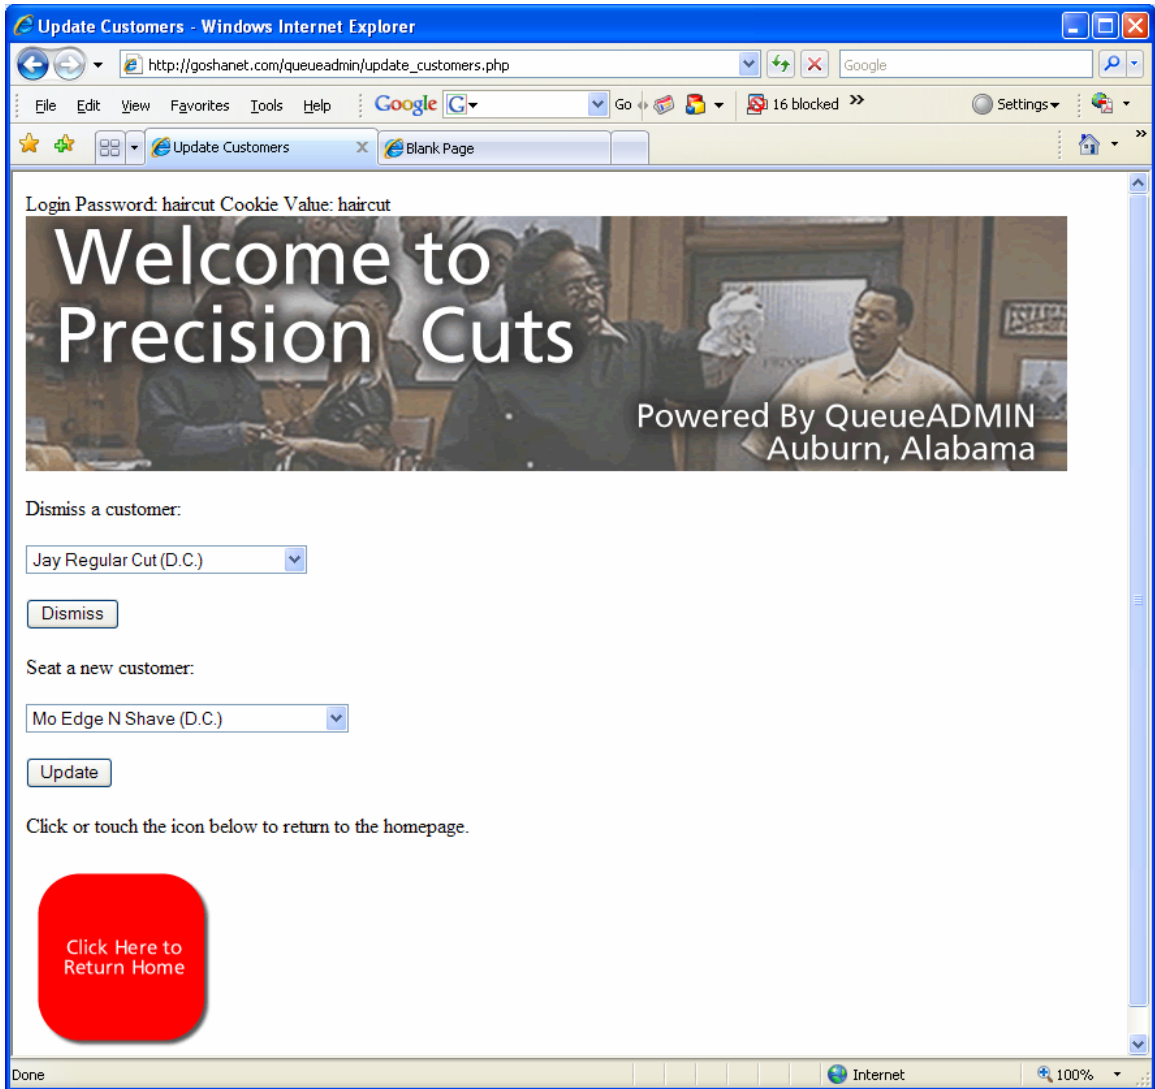 Update Customers - Windows Internet Explorer
http://goshanet.com/queueadmin/update_customers.php
Google
File Edit View Favorites Tools Help Google G Go 16 blocked » Settings
Update Customers x Blank Page »
Login Password: haircut Cookie Value: haircut
Welcome to
Precision Cuts
Powered By QueueADMIN
Auburn, Alabama
Dismiss a customer:
Jay Regular Cut (D.C.)
Dismiss
Seat a new customer:
Mo Edge N Shave (D.C.)
Update
Click or touch the icon below to return to the homepage.
Click Here to
Return Home
Done Internet 100%